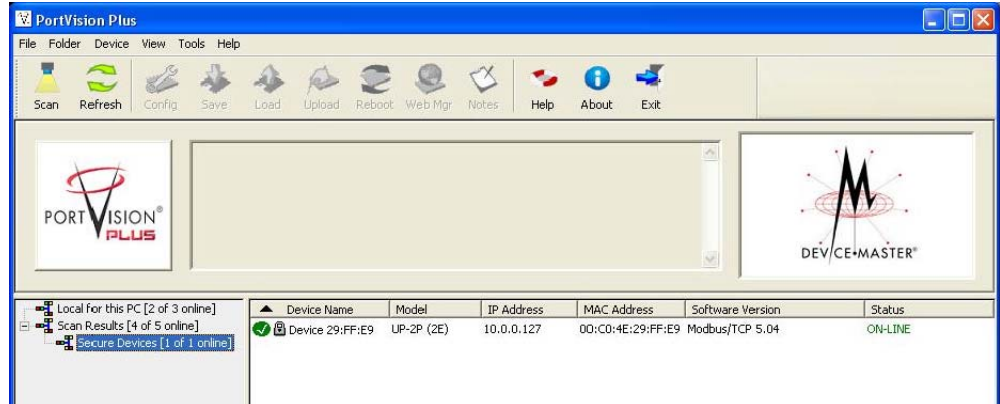 PortVision Plus
File Folder Device View Tools Help
Scan Refresh Config Save Load Upload Reboot Web Mgr Notes Help About Exit
PORT VISION®
PLUS
M
DEVICE•MASTER®
Local for this PC [2 of 3 online]
Scan Results [4 of 5 online]
Secure Devices [1 of 1 online]
Device Name Model IP Address MAC Address Software Version Status
Device 29:FF:E9 UP-2P (2E) 10.0.0.127 00:C0:4E:29:FF:E9 Modbus/TCP 5.04 ON-LINE